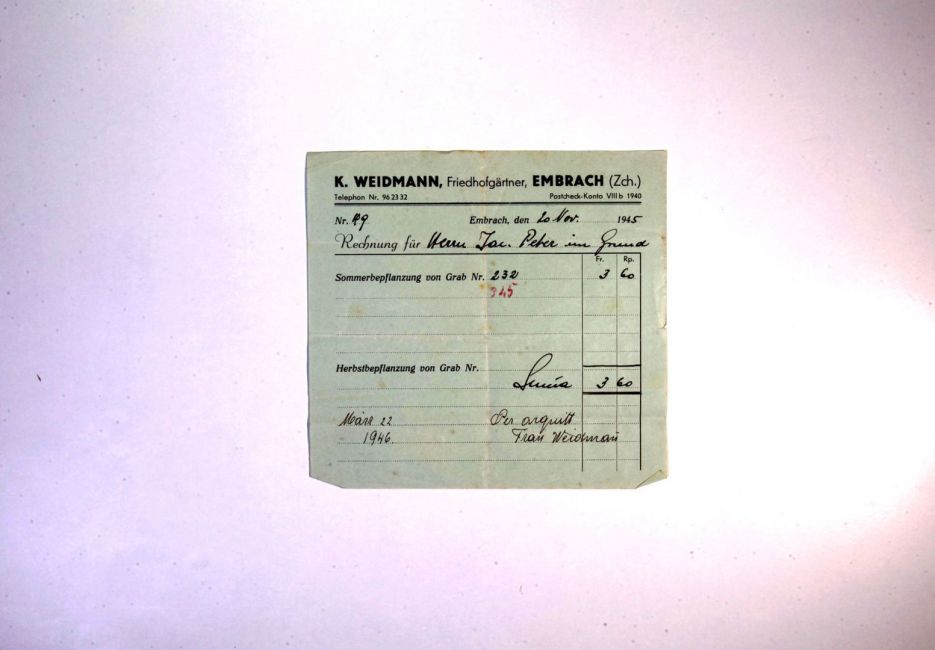 K. WEIDMANN, Friedhofgärtner, EMBRACH (Zch.)
Telephon Nr. 96 23 32 Postcheck-Konto VIII b 1940
Nr. 49 Embrach, den 20 Nov. 1945
Rechnung für Herrn Jac. Peter im Grund
Fr. Rp.
Sommerbepflanzung von Grab Nr. 232 3 60
345
Herbstbepflanzung von Grab Nr.
Suma 3 60
März 22 Per
1946. Frau Weidmann